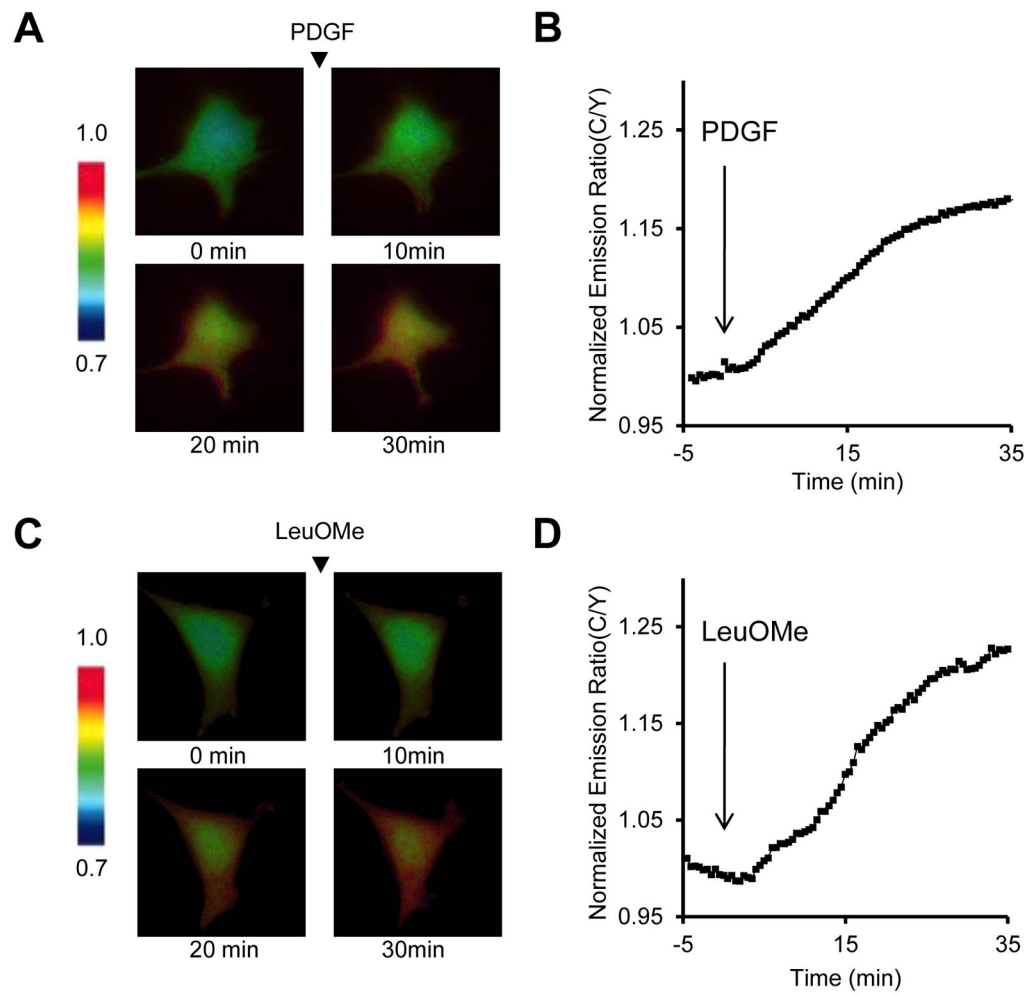 A
PDGF
1.0
0.7
0 min
10min
20 min
30min
B
Normalized Emission Ratio(C/Y)
1.25
1.15
1.05
0.95
PDGF
-5
15
35
Time (min)
C
LeuOMe
1.0
0.7
0 min
10min
20 min
30min
D
Normalized Emission Ratio(C/Y)
1.25
1.15
1.05
0.95
LeuOMe
-5
15
35
Time (min)